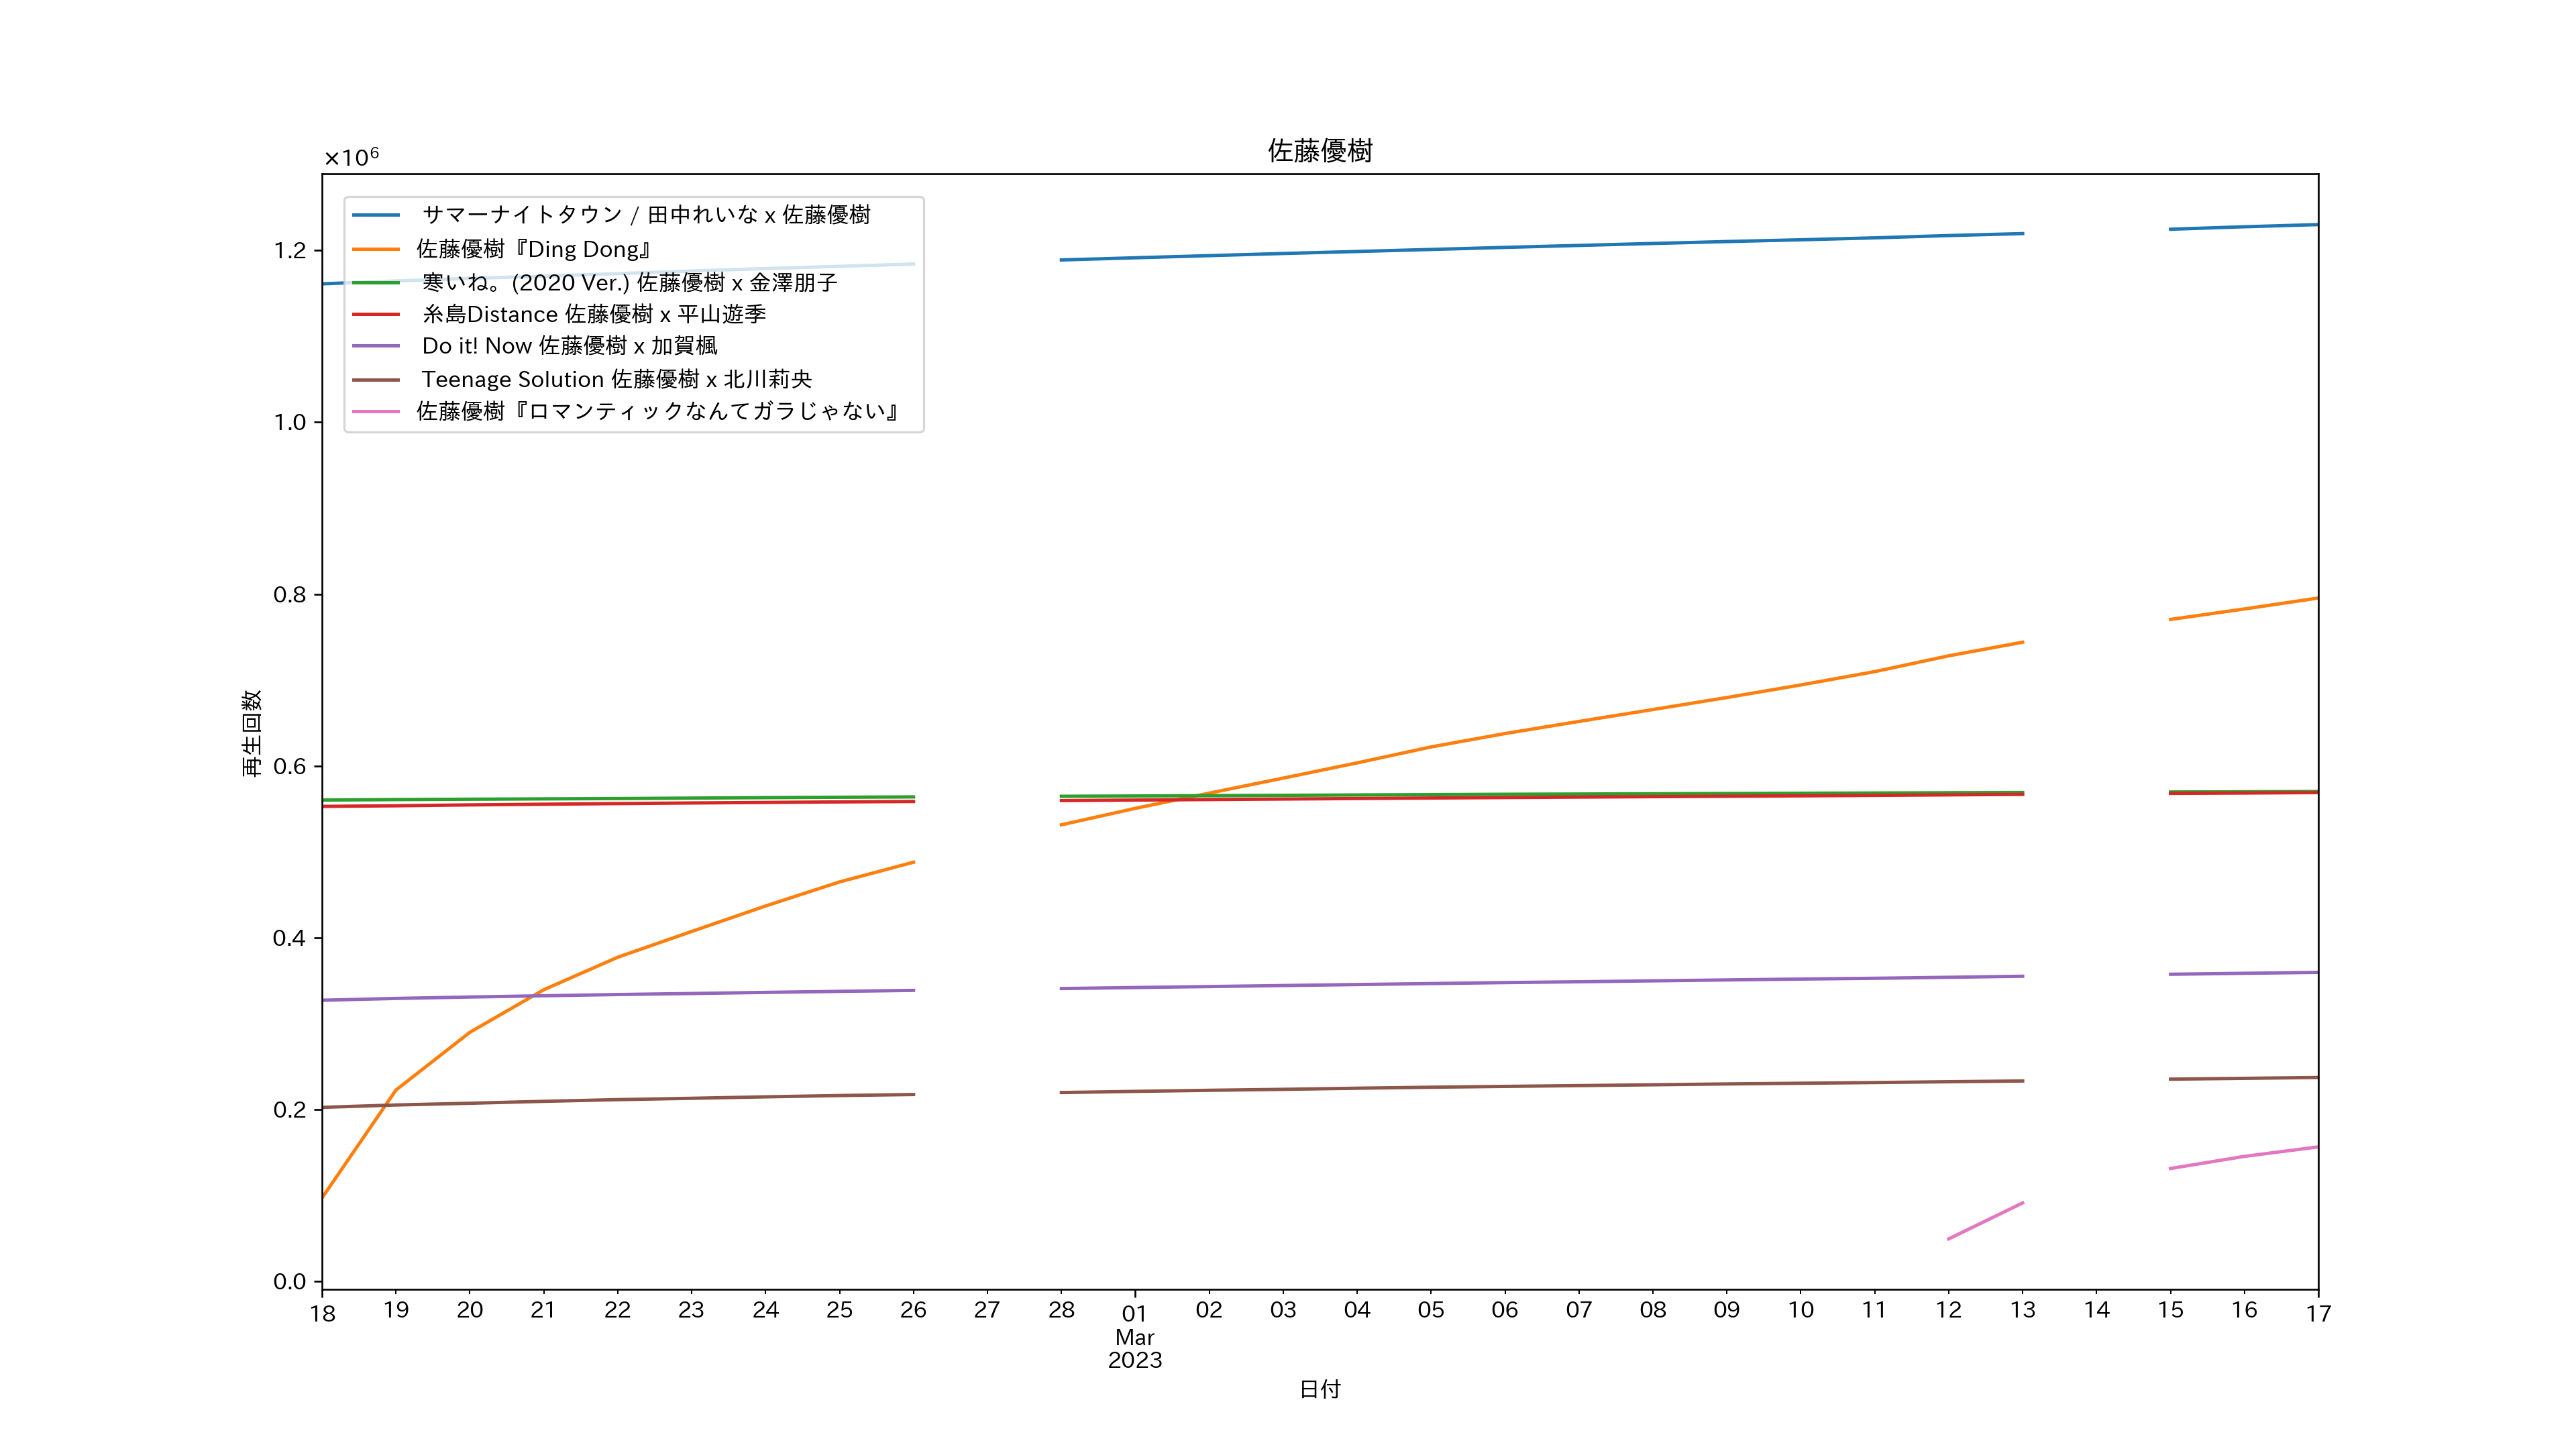 佐藤優樹
×10⁶
サマーナイトタウン / 田中れいな x 佐藤優樹
佐藤優樹『Ding Dong』
寒いね。(2020 Ver.) 佐藤優樹 x 金澤朋子
糸島Distance 佐藤優樹 x 平山遊季
Do it! Now 佐藤優樹 x 加賀楓
Teenage Solution 佐藤優樹 x 北川莉央
佐藤優樹『ロマンティックなんてガラじゃない』
1.2
1.0
0.8
0.6
0.4
0.2
0.0
再生回数
18 19 20 21 22 23 24 25 26 27 28 01 02 03 04 05 06 07 08 09 10 11 12 13 14 15 16 17
Mar
2023
日付